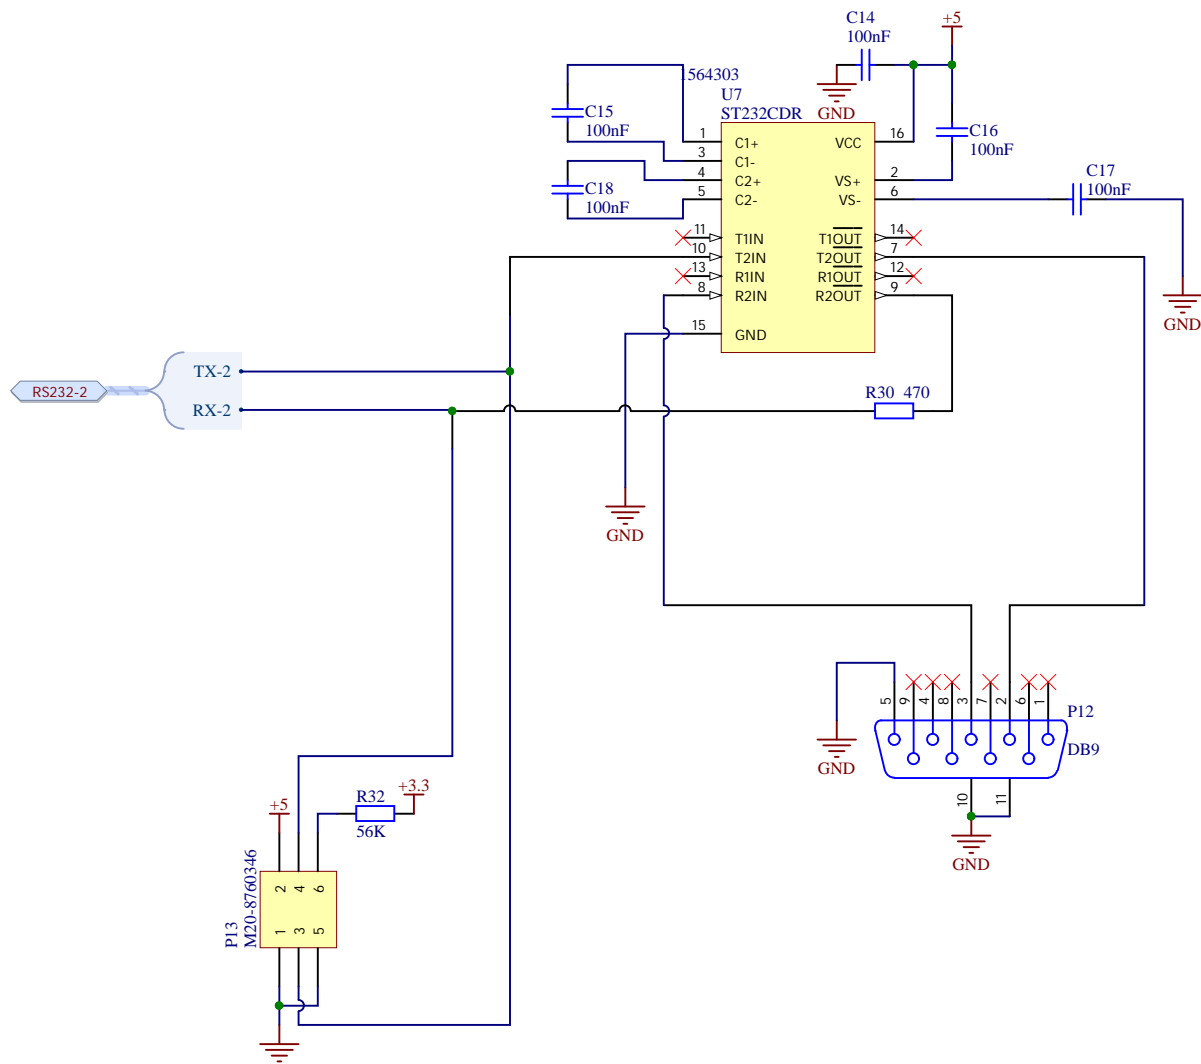 C14
100nF
+5
GND
1564303
U7
ST232CDR
C15
100nF
C16
100nF
C17
100nF
C18
100nF
1 C1+ VCC 16
3 C1-
4 C2+ VS+ 2
5 C2- VS- 6
11 T1IN T1OUT 14
10 T2IN T2OUT 7
13 R1IN R1OUT 12
8 R2IN R2OUT 9
15 GND
GND
TX-2
RS232-2
RX-2
R30 470
GND
5 9 4 8 3 7 2 6 1
P12
DB9
GND
10 11
GND
+5
R32
+3.3
56K
P13
M20-8760346
2 4 6
1 3 5